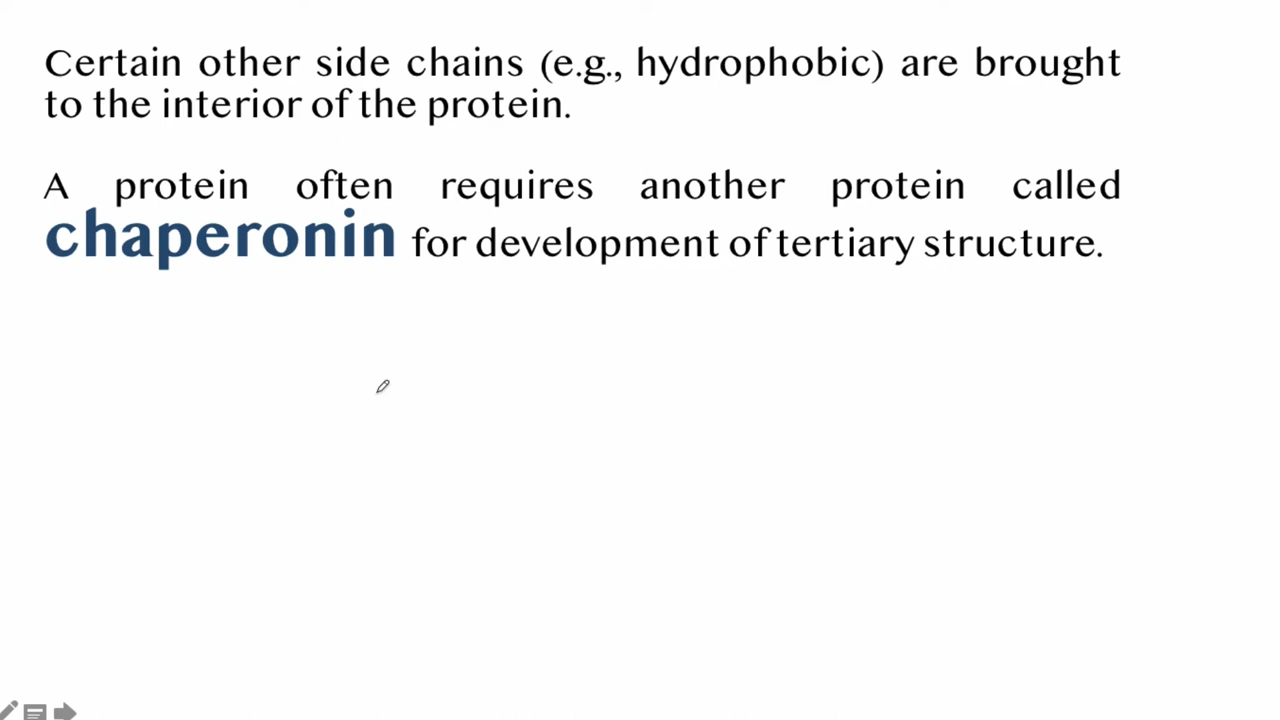 Certain other side chains (e.g., hydrophobic) are brought
to the interior of the protein.
A protein often requires another protein called
chaperonin for development of tertiary structure.